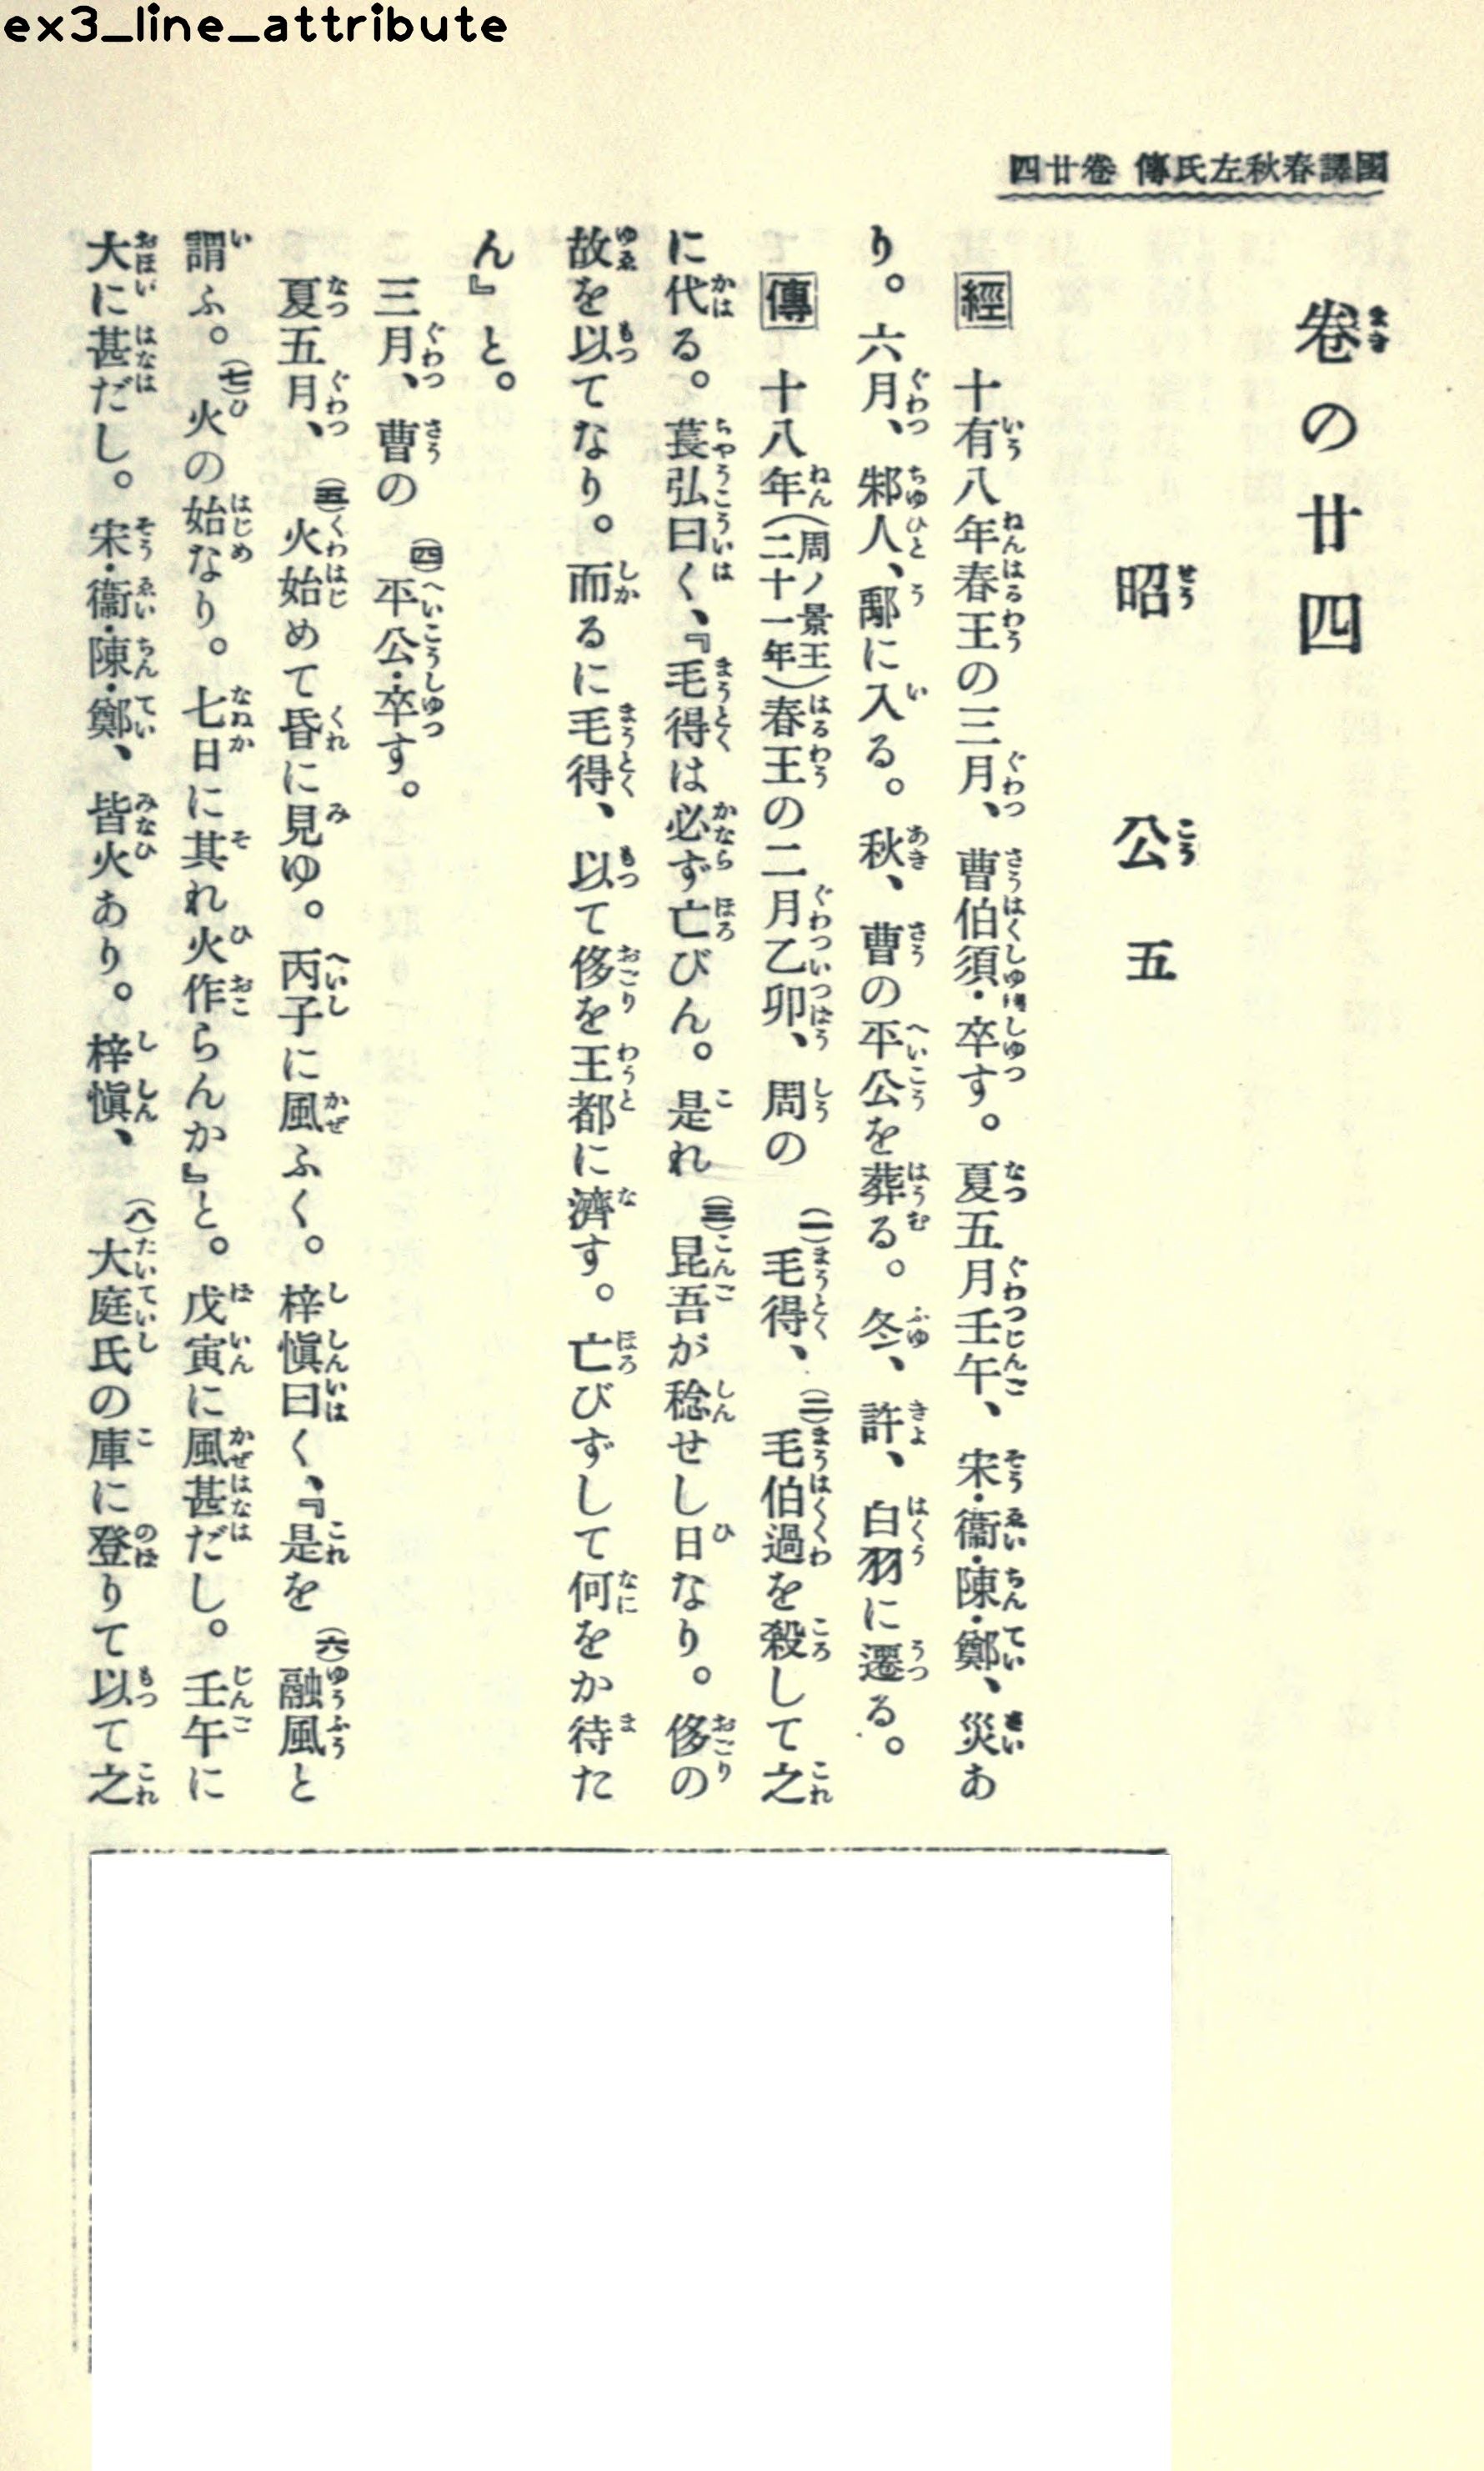 ex3_line_attribute
國譯春秋左氏傳 卷廿四
卷の廿四
昭公五
經 十有八年春王の三月、曹伯須・卒す。夏五月壬午、宋・衞・陳・鄭、災あ
り。六月、邾人、鄅に入る。秋、曹の平公を葬る。冬、許、白羽に遷る。
傳 十八年(周ノ景王二十一年)春王の二月乙卯、周の(一)毛得、(二)毛伯過を殺して之
に代る。萇弘曰く、『毛得は必ず亡びん。是れ(三)昆吾が稔せし日なり。侈の
故を以てなり。而るに毛得、以て侈を王都に濟す。亡びずして何をか待た
ん』と。
三月、曹の(四)平公・卒す。
夏五月、(五)火始めて昏に見ゆ。丙子に風ふく。梓愼曰く、『是を(六)融風と
謂ふ。(七)火の始なり。七日に其れ火作らんか』と。戊寅に風甚だし。壬午に
大に甚だし。宋・衞・陳・鄭、皆火あり。梓愼、(八)大庭氏の庫に登りて以て之